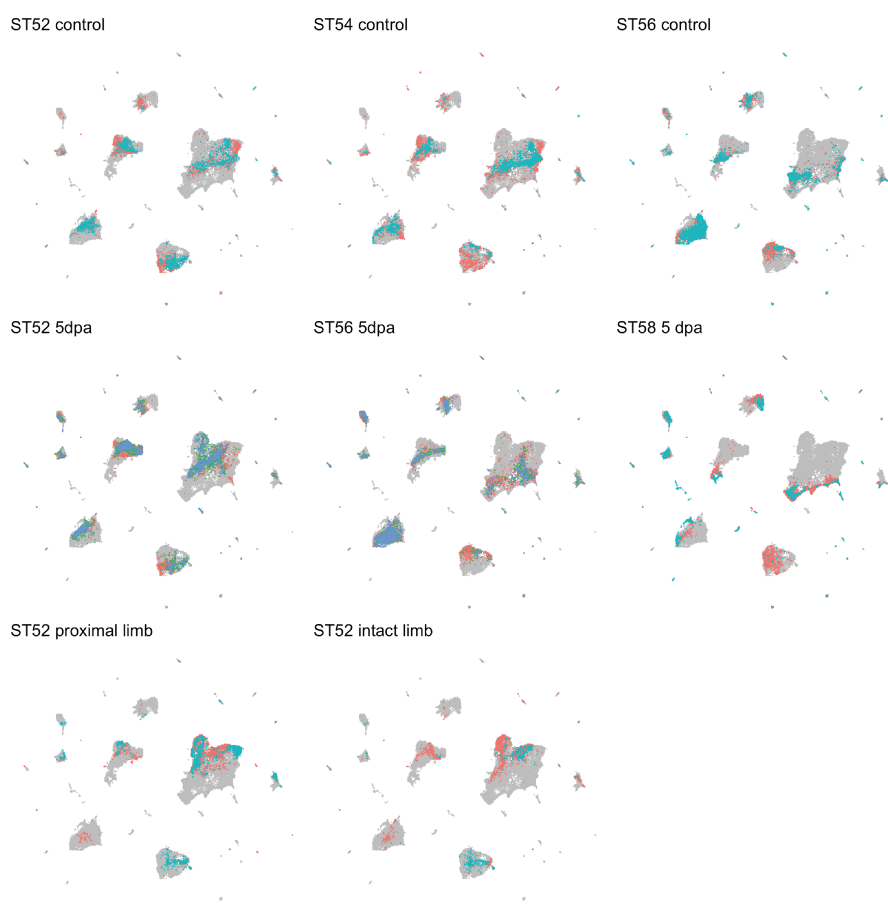 ST52 control
ST54 control
ST56 control
ST52 5dpa
ST56 5dpa
ST58 5 dpa
ST52 proximal limb
ST52 intact limb